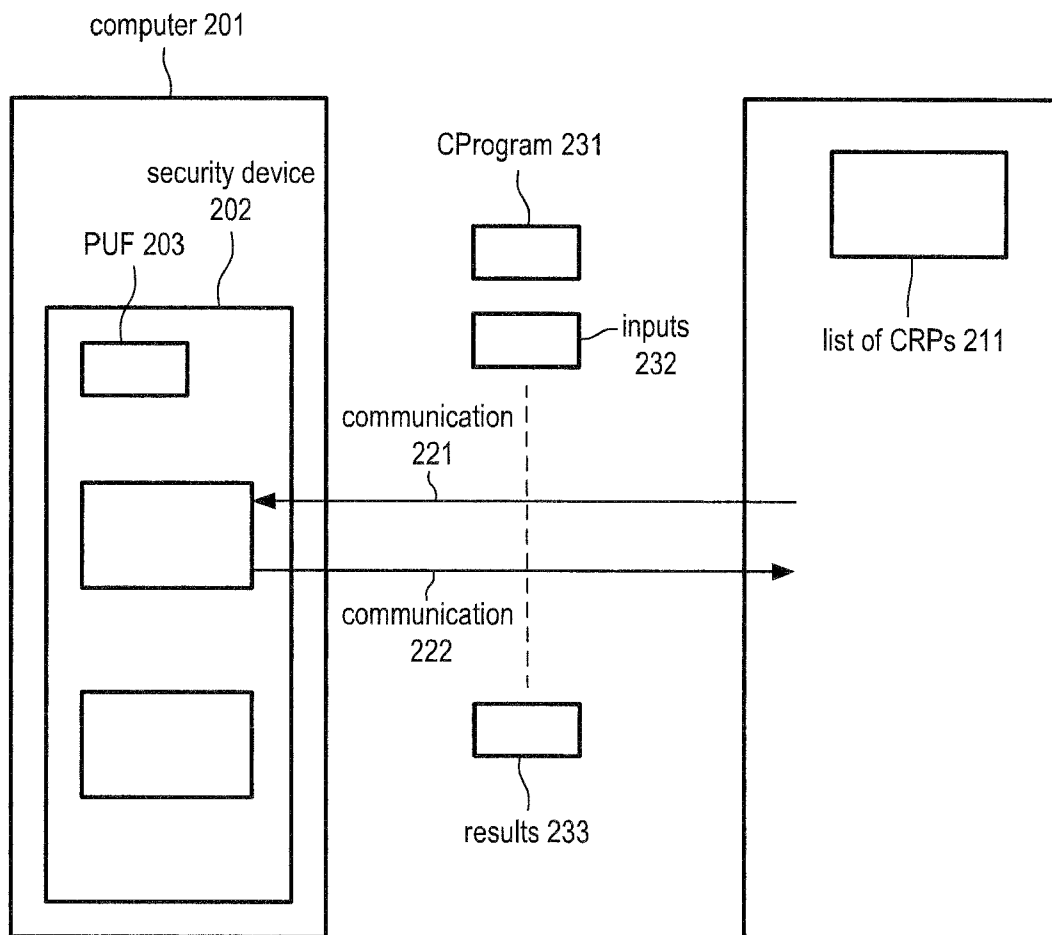 computer 201
security device
202
PUF 203
CProgram 231
inputs
232
list of CRPs 211
communication
221
communication
222
results 233